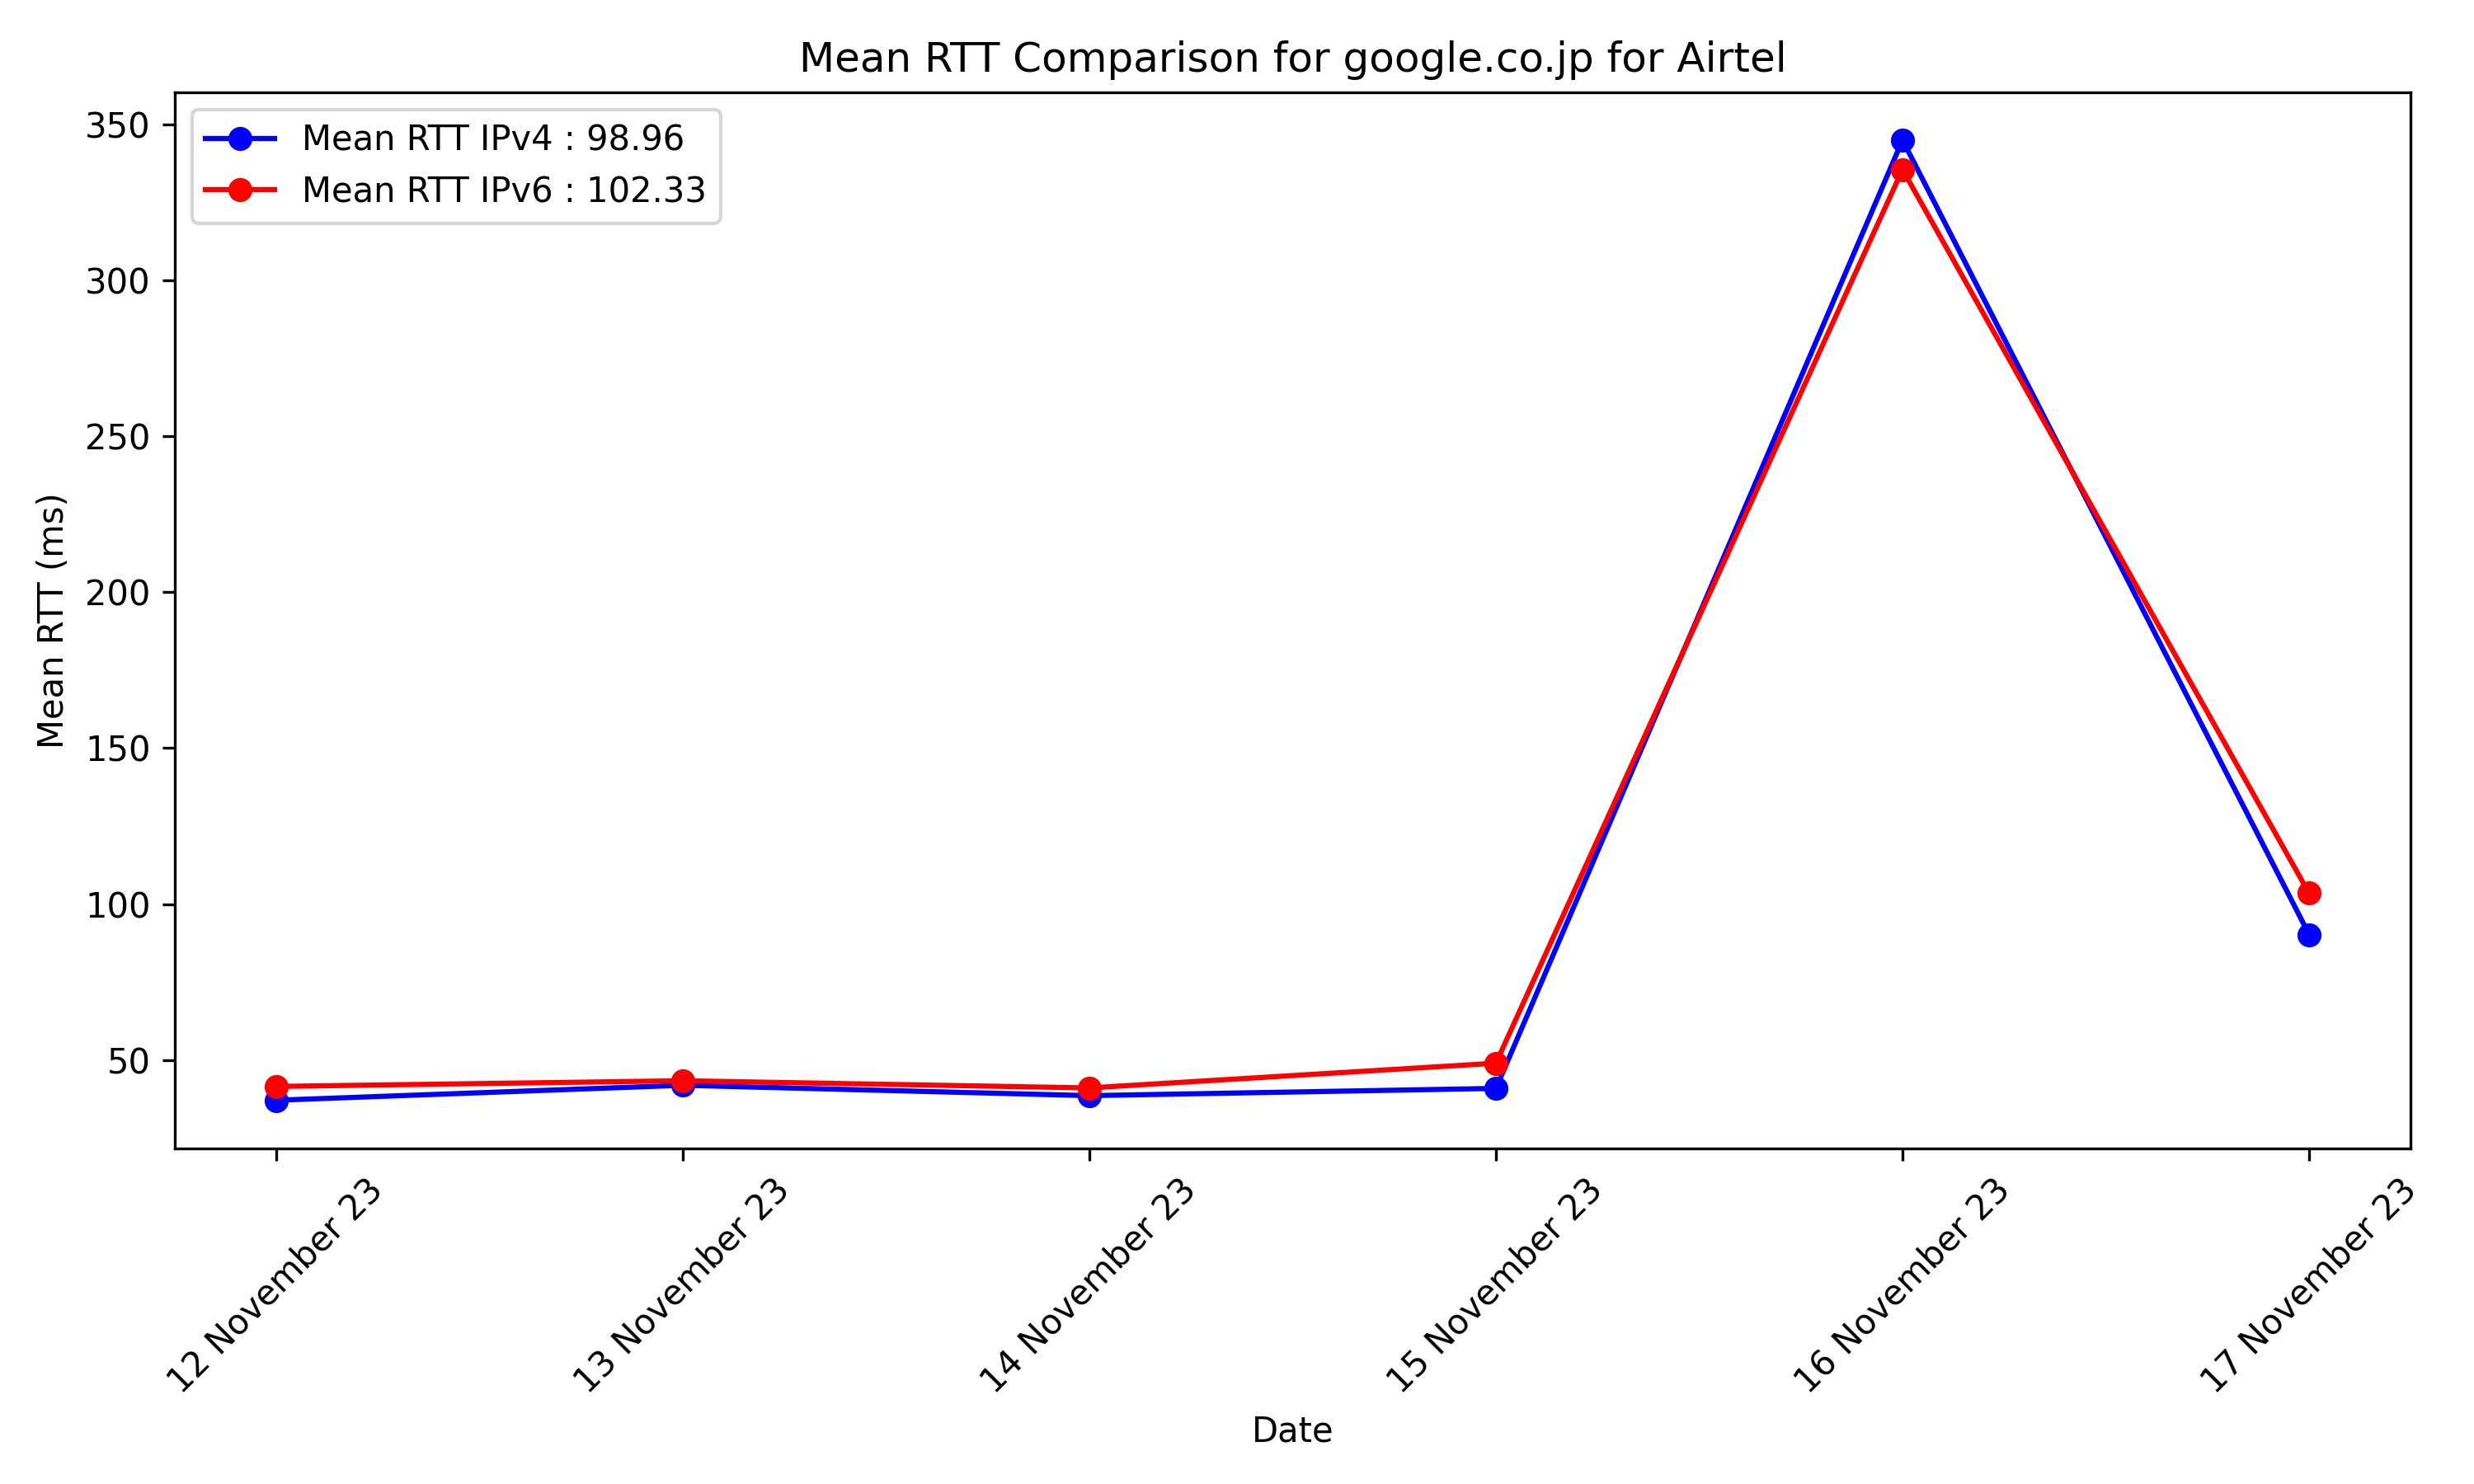 Mean RTT Comparison for google.co.jp for Airtel
Mean RTT IPv4 : 98.96
Mean RTT IPv6 : 102.33
Mean RTT (ms)
350
300
250
200
150
100
50
12 November 23
13 November 23
14 November 23
15 November 23
16 November 23
17 November 23
Date